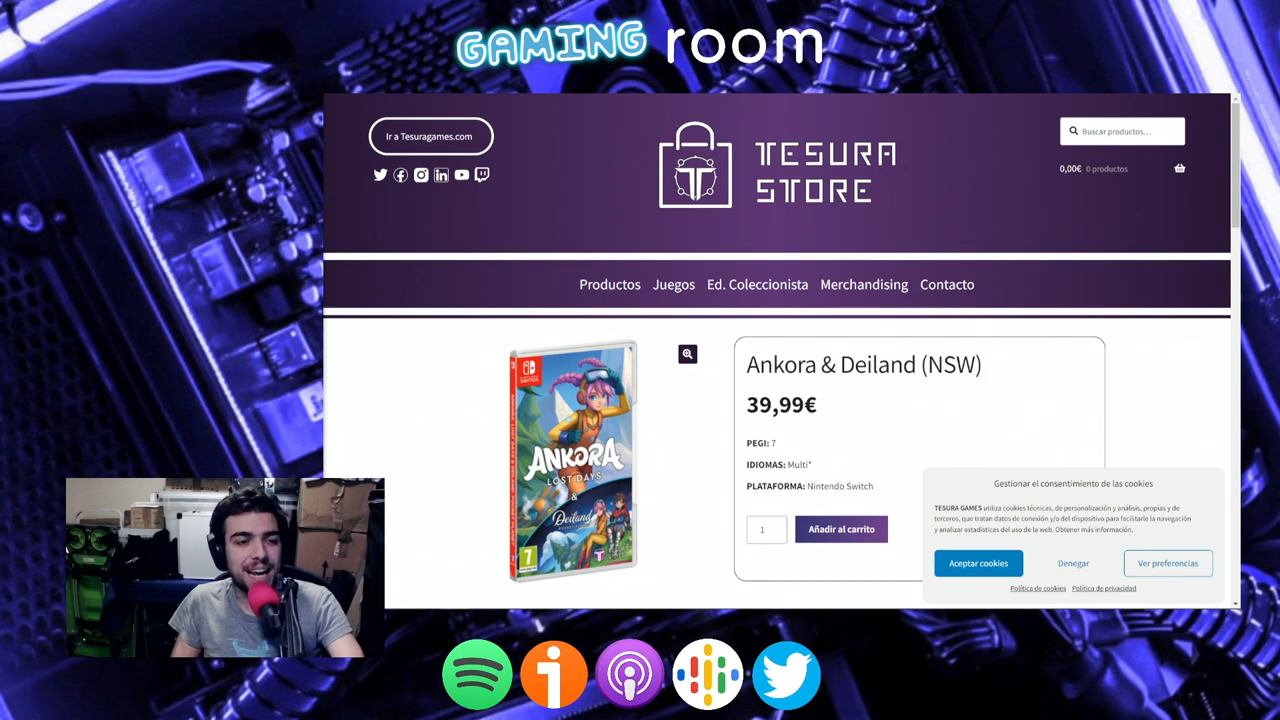 GAMING room
Ir a Tesuragames.com
TESURA
STORE
Buscar productos...
0,00€ 0 productos
Productos Juegos Ed. Coleccionista Merchandising Contacto
Ankora & Deiland (NSW)
39,99€
PEGI: 7
IDIOMAS: Multi*
PLATAFORMA: Nintendo Switch
1
Añadir al carrito
ANKORA
LOST DAYS
&
Deiland
7
Gestionar el consentimiento de las cookies
TESURA GAMES utiliza cookies técnicas, de personalización y análisis, propias y de
terceros, que tratan datos de conexión y/o del dispositivo para facilitarle la navegación
y analizar estadísticas del uso de la web. Obtener más información.
Aceptar cookies
Denegar
Ver preferencias
Política de cookies Política de privacidad